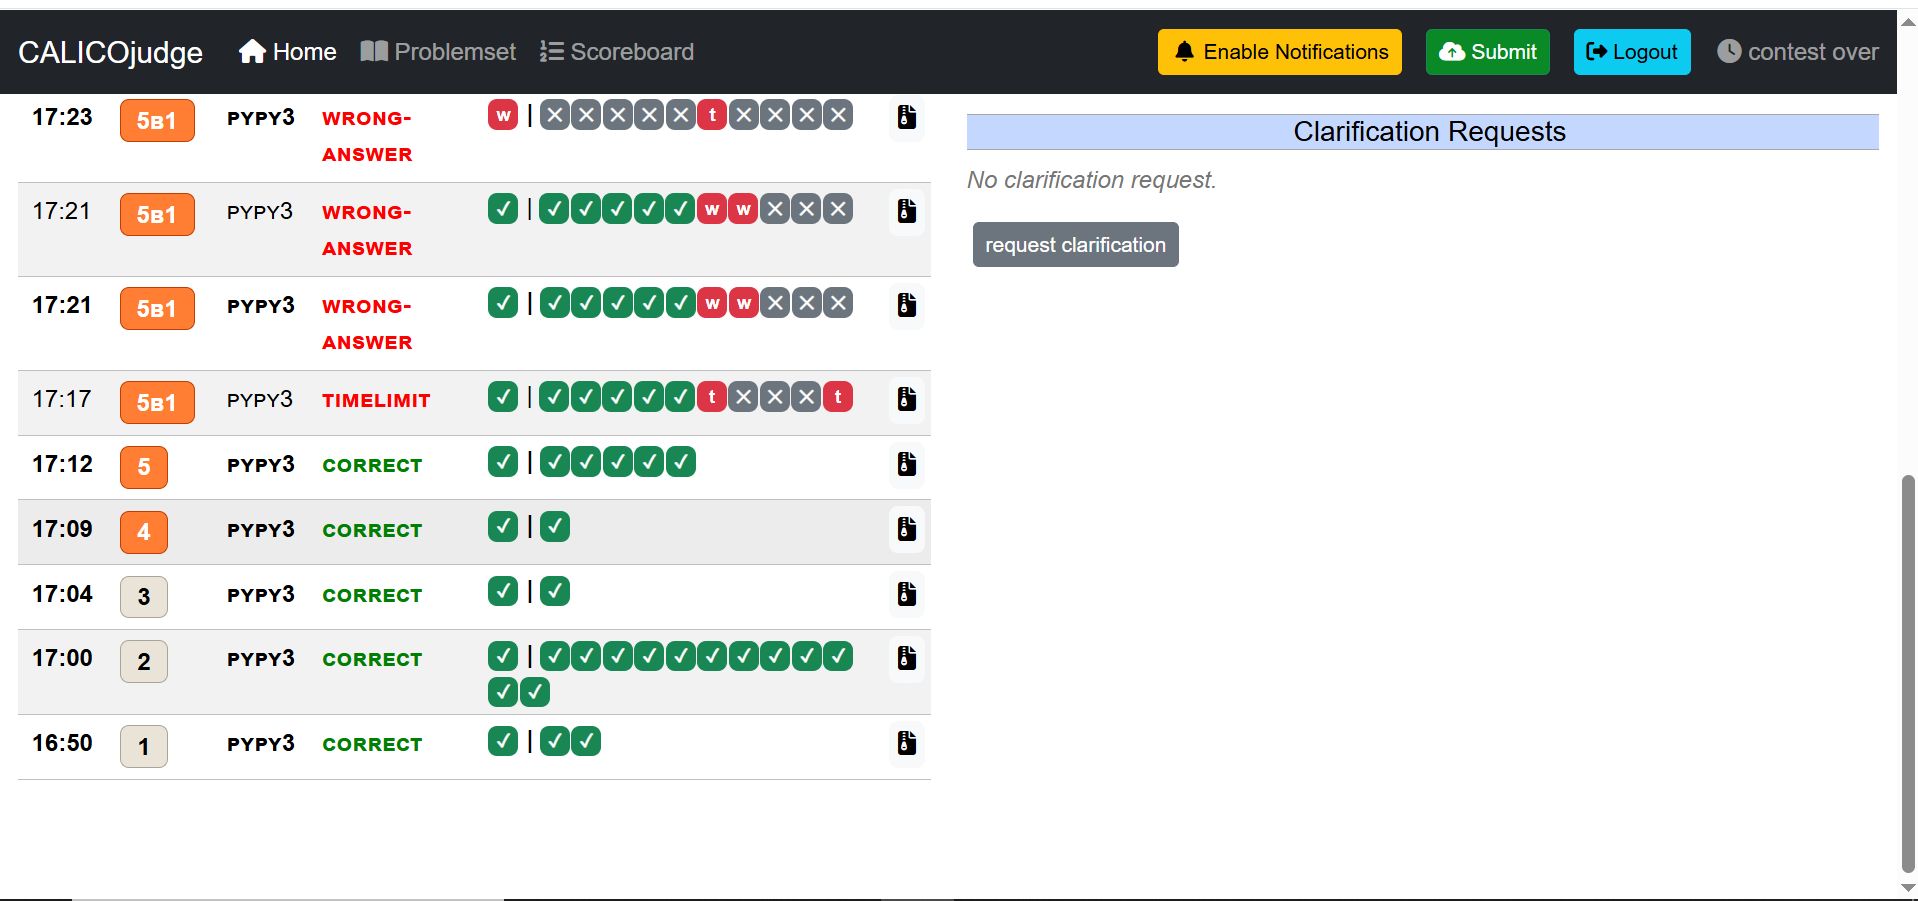 CALICOjudge Home Problemset Scoreboard Enable Notifications Submit Logout contest over
17:23 5B1 PYPY3 WRONG-
ANSWER
w | t
17:21 5B1 PYPY3 WRONG-
ANSWER
| w w
17:21 5B1 PYPY3 WRONG-
ANSWER
| w w
17:17 5B1 PYPY3 TIMELIMIT | t t
17:12 5 PYPY3 CORRECT |
17:09 4 PYPY3 CORRECT |
17:04 3 PYPY3 CORRECT |
17:00 2 PYPY3 CORRECT |
16:50 1 PYPY3 CORRECT |
Clarification Requests
No clarification request.
request clarification